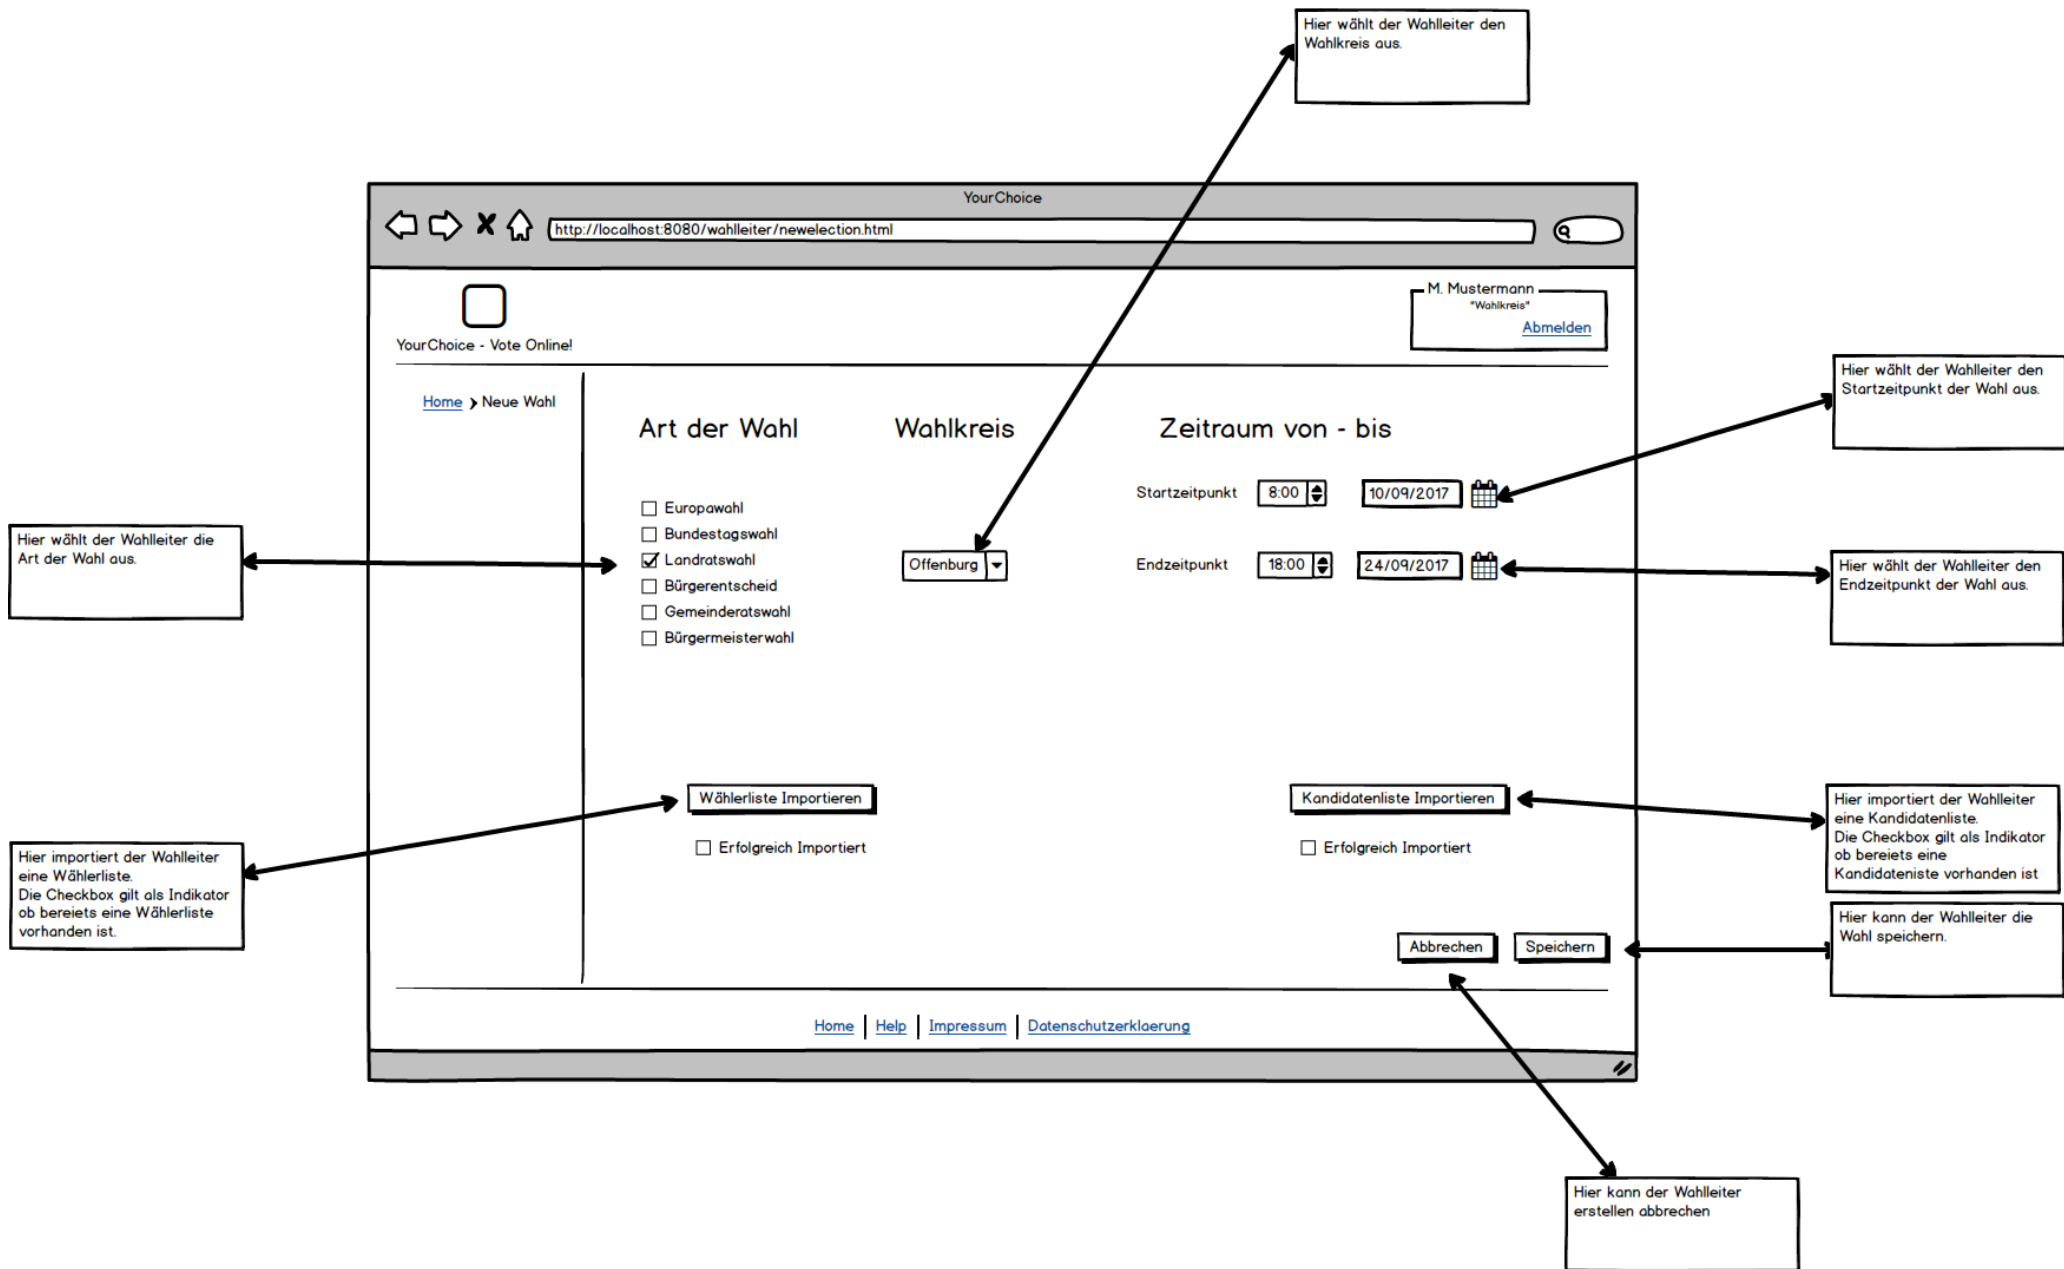 Hier wählt der Wahlleiter den
Wahlkreis aus.
YourChoice
http://localhost:8080/wahlleiter/newelection.html
M. Mustermann
"Wahlkreis"
Abmelden
YourChoice - Vote Online!
Home > Neue Wahl
Art der Wahl
Wahlkreis
Zeitraum von - bis
Europawahl
Bundestagswahl
Landratswahl
Bürgerentscheid
Gemeinderatswahl
Bürgermeisterwahl
Offenburg
Startzeitpunkt 8:00 10/09/2017
Endzeitpunkt 18:00 24/09/2017
Hier wählt der Wahlleiter den
Startzeitpunkt der Wahl aus.
Hier wählt der Wahlleiter die
Art der Wahl aus.
Hier wählt der Wahlleiter den
Endzeitpunkt der Wahl aus.
Wählerliste Importieren
Erfolgreich Importiert
Kandidatenliste Importieren
Erfolgreich Importiert
Hier importiert der Wahlleiter
eine Wählerliste.
Die Checkbox gilt als Indikator
ob bereiets eine Wählerliste
vorhanden ist.
Hier importiert der Wahlleiter
eine Kandidatenliste.
Die Checkbox gilt als Indikator
ob bereiets eine
Kandidateniste vorhanden ist
Hier kann der Wahlleiter die
Wahl speichern.
Abbrechen
Speichern
Home | Help | Impressum | Datenschutzerklaerung
Hier kann der Wahlleiter
erstellen abbrechen